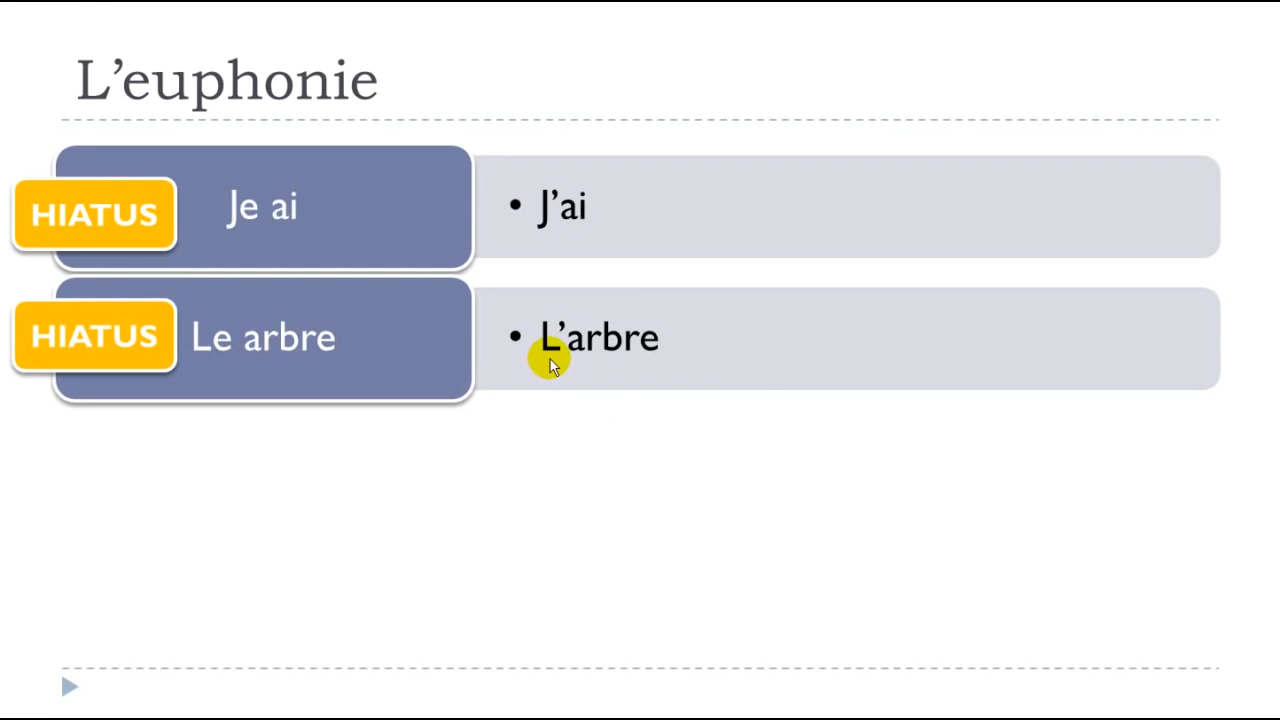 L’euphonie
HIATUS
Je ai
• J’ai
HIATUS
Le arbre
• L’arbre